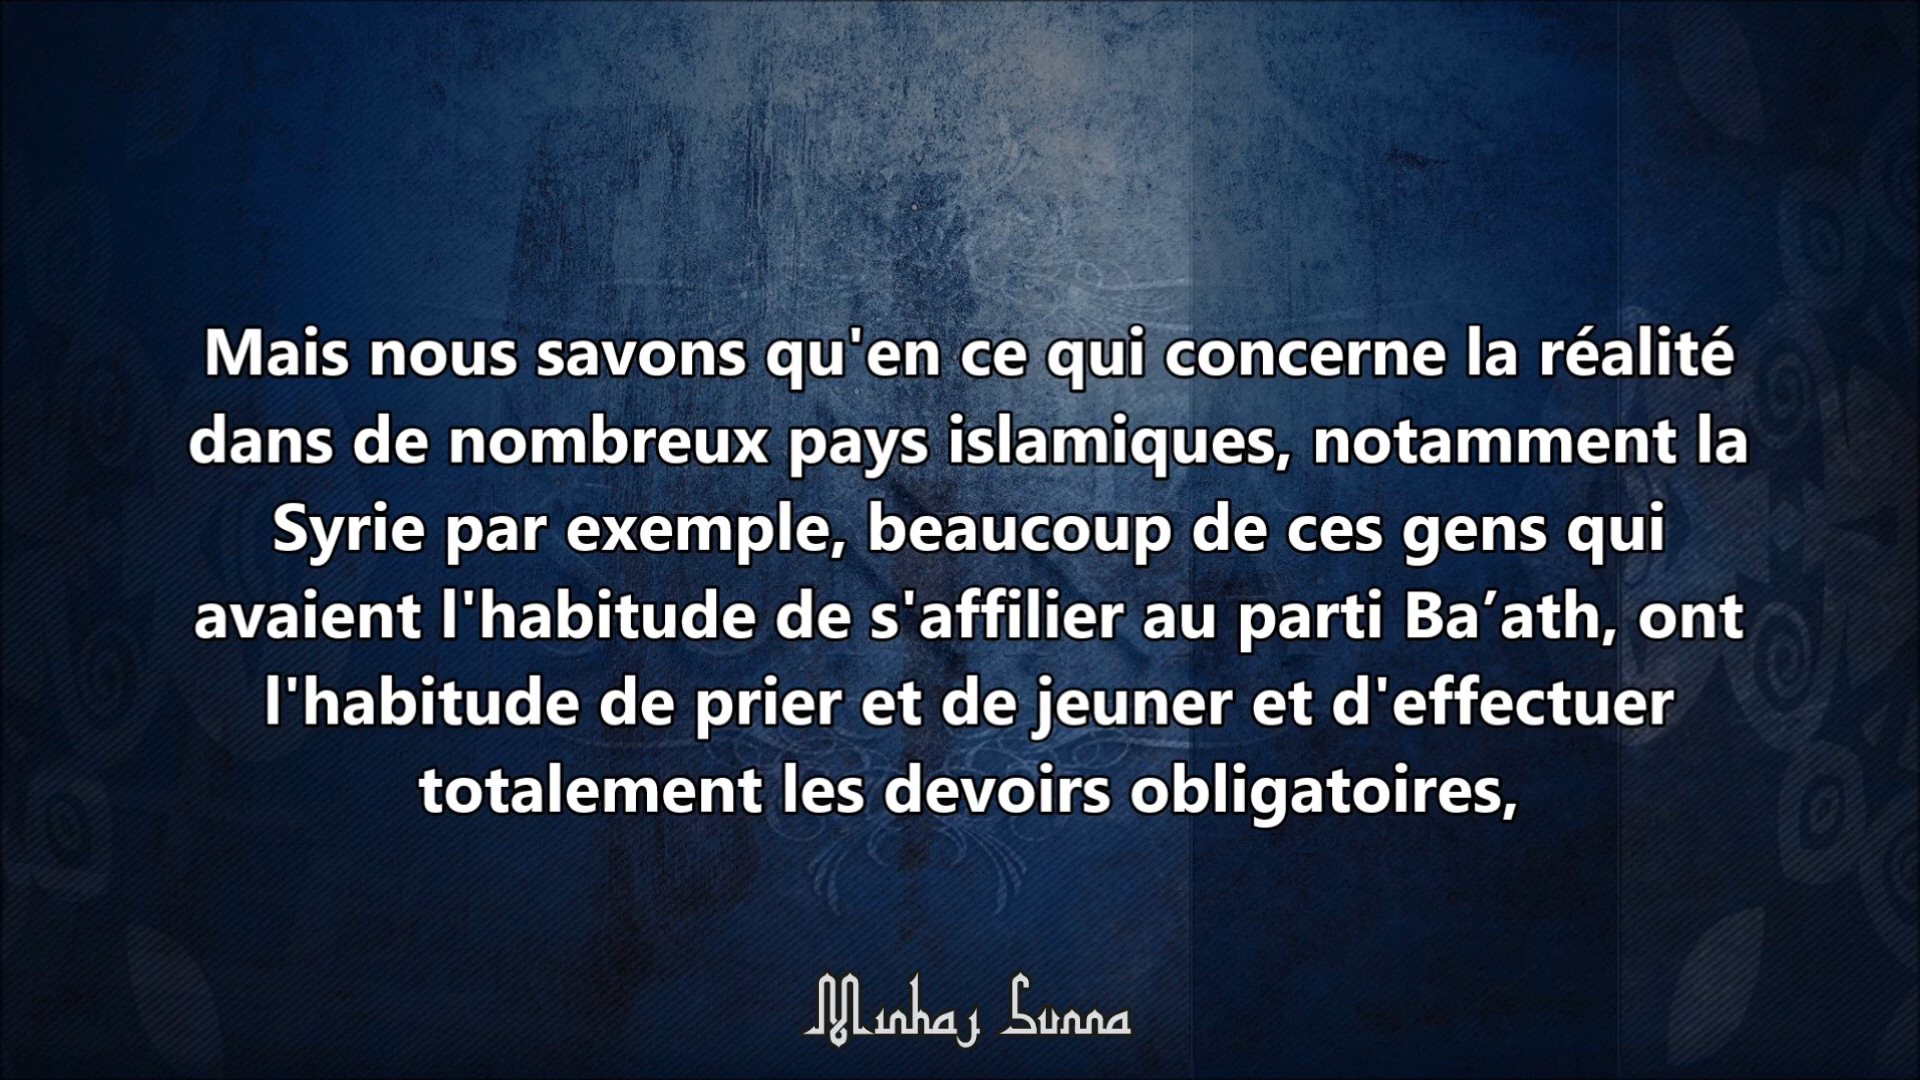 Mais nous savons qu'en ce qui concerne la réalité
dans de nombreux pays islamiques, notamment la
Syrie par exemple, beaucoup de ces gens qui
avaient l'habitude de s'affilier au parti Ba’ath, ont
l'habitude de prier et de jeuner et d'effectuer
totalement les devoirs obligatoires,
Minhaj Sunna